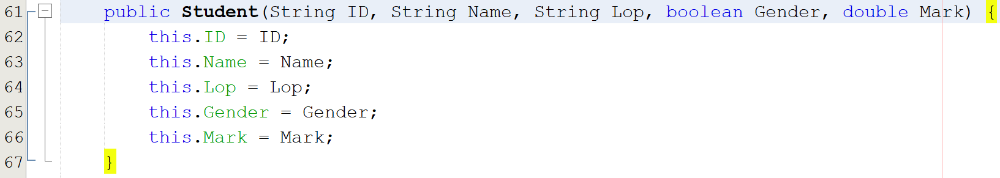 61 public Student(String ID, String Name, String Lop, boolean Gender, double Mark) {
62 this.ID = ID;
63 this.Name = Name;
64 this.Lop = Lop;
65 this.Gender = Gender;
66 this.Mark = Mark;
67 }